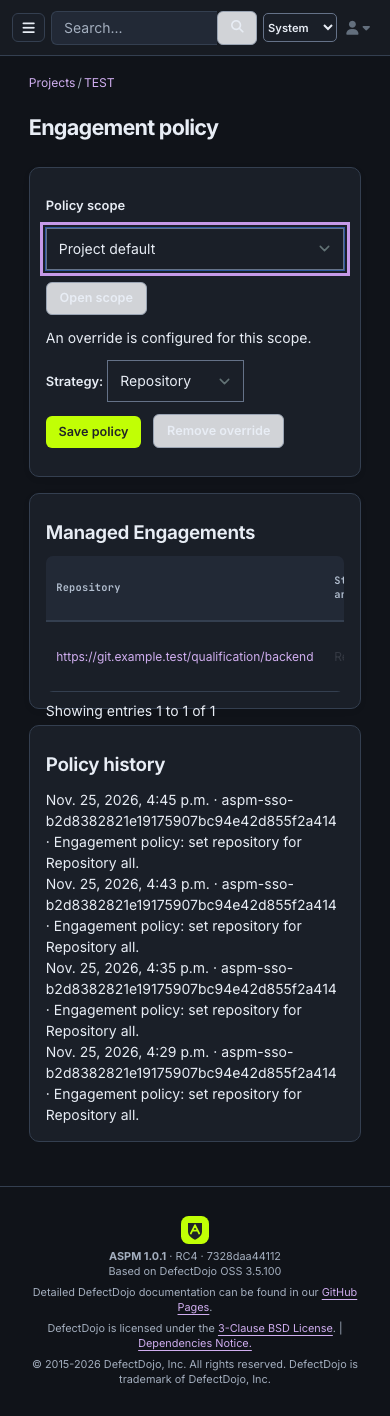 Search...
System
Projects / TEST
Engagement policy
Policy scope
Project default
Open scope
An override is configured for this scope.
Strategy: Repository
Save policy Remove override
Managed Engagements
Repository
https://git.example.test/qualification/backend
Showing entries 1 to 1 of 1
Policy history
Nov. 25, 2026, 4:45 p.m. · aspm-sso-
b2d8382821e19175907bc94e42d855f2a414
· Engagement policy: set repository for
Repository all.
Nov. 25, 2026, 4:43 p.m. · aspm-sso-
b2d8382821e19175907bc94e42d855f2a414
· Engagement policy: set repository for
Repository all.
Nov. 25, 2026, 4:35 p.m. · aspm-sso-
b2d8382821e19175907bc94e42d855f2a414
· Engagement policy: set repository for
Repository all.
Nov. 25, 2026, 4:29 p.m. · aspm-sso-
b2d8382821e19175907bc94e42d855f2a414
· Engagement policy: set repository for
Repository all.
ASPM 1.0.1 · RC4 · 7328daa44112
Based on DefectDojo OSS 3.5.100
Detailed DefectDojo documentation can be found in our GitHub
Pages.
DefectDojo is licensed under the 3-Clause BSD License. |
Dependencies Notice.
© 2015-2026 DefectDojo, Inc. All rights reserved. DefectDojo is
trademark of DefectDojo, Inc.